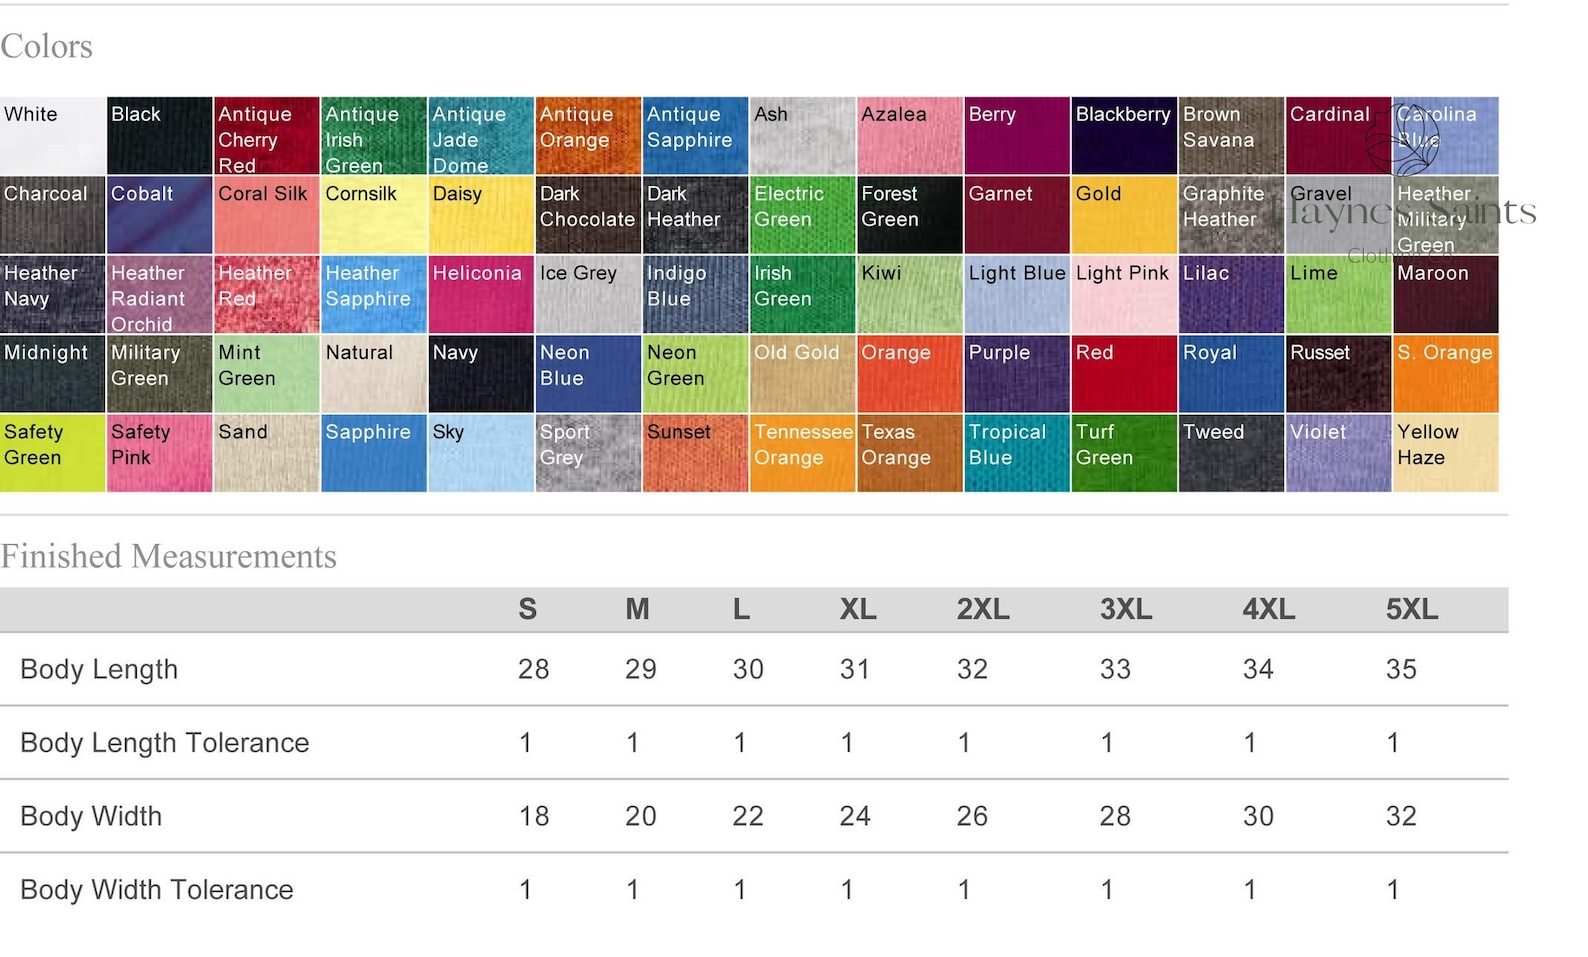 Colors
White Black Antique Cherry Red Antique Irish Green Antique Jade Dome Antique Orange Antique Sapphire Ash Azalea Berry Blackberry Brown Savana Cardinal Carolina Blue
Charcoal Cobalt Coral Silk Cornsilk Daisy Dark Chocolate Dark Heather Electric Green Forest Green Garnet Gold Graphite Heather Gravel Heather Military Green
Haynes Saints
Clothing Co
Heather Navy Heather Radiant Orchid Heather Red Heather Sapphire Heliconia Ice Grey Indigo Blue Irish Green Kiwi Light Blue Light Pink Lilac Lime Maroon
Midnight Military Green Mint Green Natural Navy Neon Blue Neon Green Old Gold Orange Purple Red Royal Russet S. Orange
Safety Green Safety Pink Sand Sapphire Sky Sport Grey Sunset Tennessee Orange Texas Orange Tropical Blue Turf Green Tweed Violet Yellow Haze
Finished Measurements
S M L XL 2XL 3XL 4XL 5XL
Body Length 28 29 30 31 32 33 34 35
Body Length Tolerance 1 1 1 1 1 1 1 1
Body Width 18 20 22 24 26 28 30 32
Body Width Tolerance 1 1 1 1 1 1 1 1